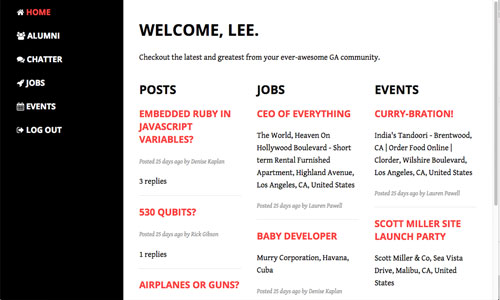 HOME
ALUMNI
CHATTER
JOBS
EVENTS
LOG OUT
WELCOME, LEE.
Checkout the latest and greatest from your ever-awesome GA community.
POSTS
EMBEDDED RUBY IN
JAVASCRIPT
VARIABLES?
Posted 15 days ago by Denise Kaplan
3 replies
530 QUBITS?
Posted 15 days ago by Rick Gibson
1 replies
AIRPLANES OR GUNS?
JOBS
CEO OF EVERYTHING
The World, Heaven On
Hollywood Boulevard - Short
term Rental Furnished
Apartment, Highland Avenue,
Los Angeles, CA, United States
Posted 15 days ago by Lauren Powell
BABY DEVELOPER
Murry Corporation, Havana,
Cuba
Posted 15 days ago by Denise Kaplan
EVENTS
CURRY-BRATION!
India's Tandoori - Brentwood,
CA | Order Food Online |
Clorder, Wilshire Boulevard,
Los Angeles, CA, United States
Posted 15 days ago by Lauren Powell
SCOTT MILLER SITE
LAUNCH PARTY
Scott Miller & Co, Sea Vista
Drive, Malibu, CA, United
States